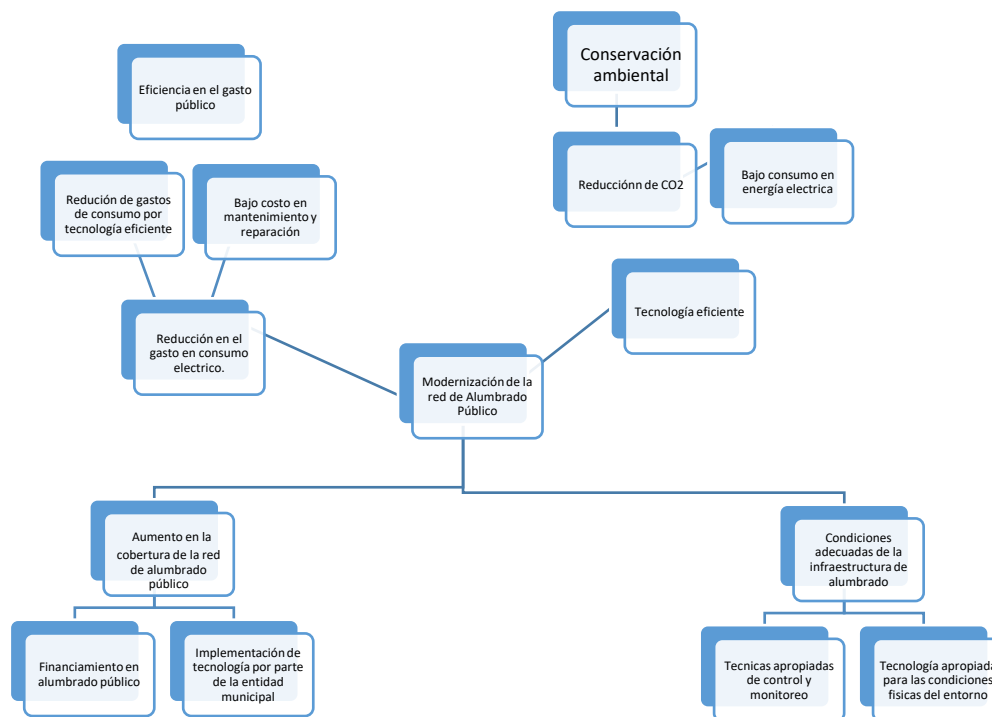 Conservación
ambiental
Eficiencia en el gasto
público
Reducciónn de CO2
Bajo consumo en
energía electrica
Redución de gastos
de consumo por
tecnología eficiente
Bajo costo en
mantenimiento y
reparación
Tecnología eficiente
Reducción en el
gasto en consumo
electrico.
Modernización de la
red de Alumbrado
Público
Aumento en la
cobertura de la red
de alumbrado
público
Condiciones
adecuadas de la
infraestructura de
alumbrado
Financiamiento en
alumbrado público
Implementación de
tecnología por parte
de la entidad
municipal
Tecnicas apropiadas
de control y
monitoreo
Tecnología apropiada
para las condiciones
fisicas del entorno